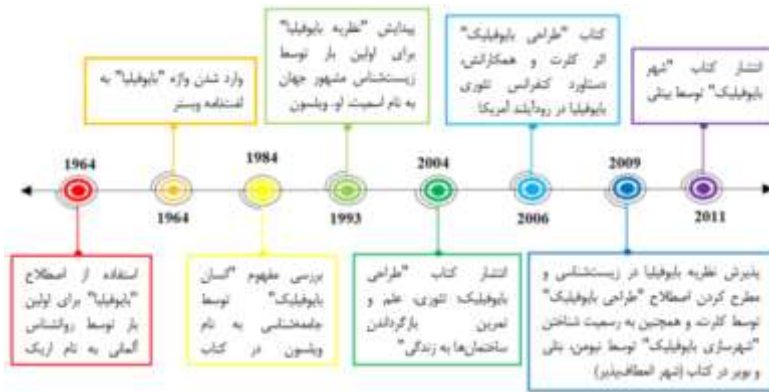 وارد شدن واژه "بایوفیلیا" به
لغتنامه وبستر
پیدایش "نظریه بایوفیلیا"
برای اولین بار توسط
زیست‌شناس مشهور جهان
به نام اسمیت. او. ویلسون
کتاب "طراحی بایوفیلیک"
اثر کلرت و همکارانش،
دستاورد کنفرانس تئوری
بایوفیلیا در رودآیلند آمریکا
انتشار کتاب "شهر
بایوفیلیک" توسط بیتلی
1964
1984
2004
2009
1964
1993
2006
2011
استفاده از اصطلاح
"بایوفیلیا" برای اولین
بار توسط روانشناس
آلمانی به نام اریک
بررسی مفهوم "انسان
بایوفیلیک" توسط
جامعه‌شناسی به نام
ویلسون در کتاب
انتشار کتاب "طراحی
بایوفیلیک: تئوری، علم و
تمرین بازگرداندن
ساختمان‌ها به زندگی"
پذیرش نظریه بایوفیلیا در زیست‌شناسی و
مطرح کردن اصطلاح "طراحی بایوفیلیک"
توسط کلرت، و همچنین به رسمیت شناختن
"شهرسازی بایوفیلیک" توسط نیومن، بتلی
و بویر در کتاب (شهر انعطاف‌پذیر)